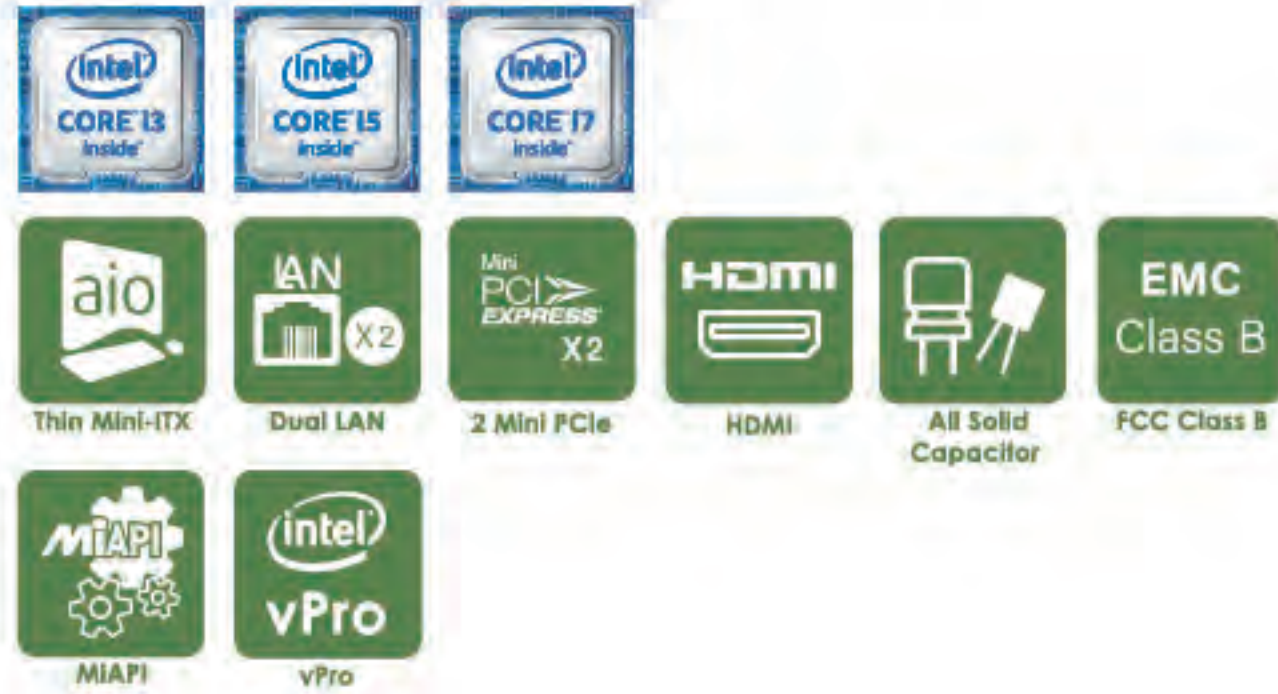 intel
CORE i3
inside
intel
CORE i5
inside
intel
CORE i7
inside
aio
Thin Mini-ITX
LAN
X2
Dual LAN
Mini
PCI
EXPRESS
X2
2 Mini PCIe
HDMI
HDMI
All Solid
Capacitor
EMC
Class B
FCC Class B
MiAPI
MiAPI
intel
vPro
vPro